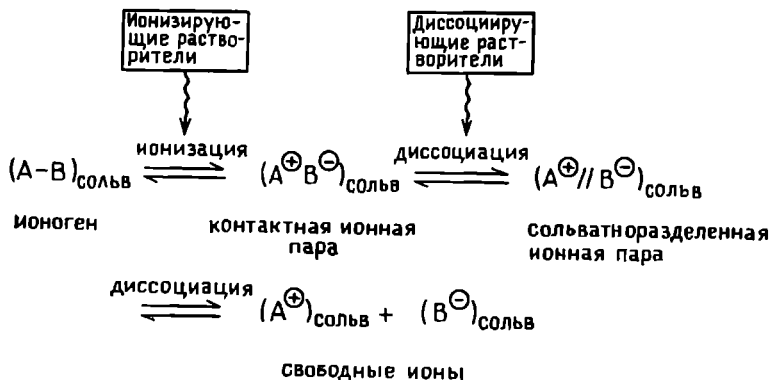 Ионизирую-
щие раство-
рители
Диссоцииру-
ющие раст-
ворители
(A–B)сольв ⇌ ионизация (A⊕B⊖)сольв ⇌ диссоциация (A⊕//B⊖)сольв
ионоген
контактная ионная
пара
сольватноразделенная
ионная пара
диссоциация
⇌ (A⊕)сольв + (B⊖)сольв
свободные ионы